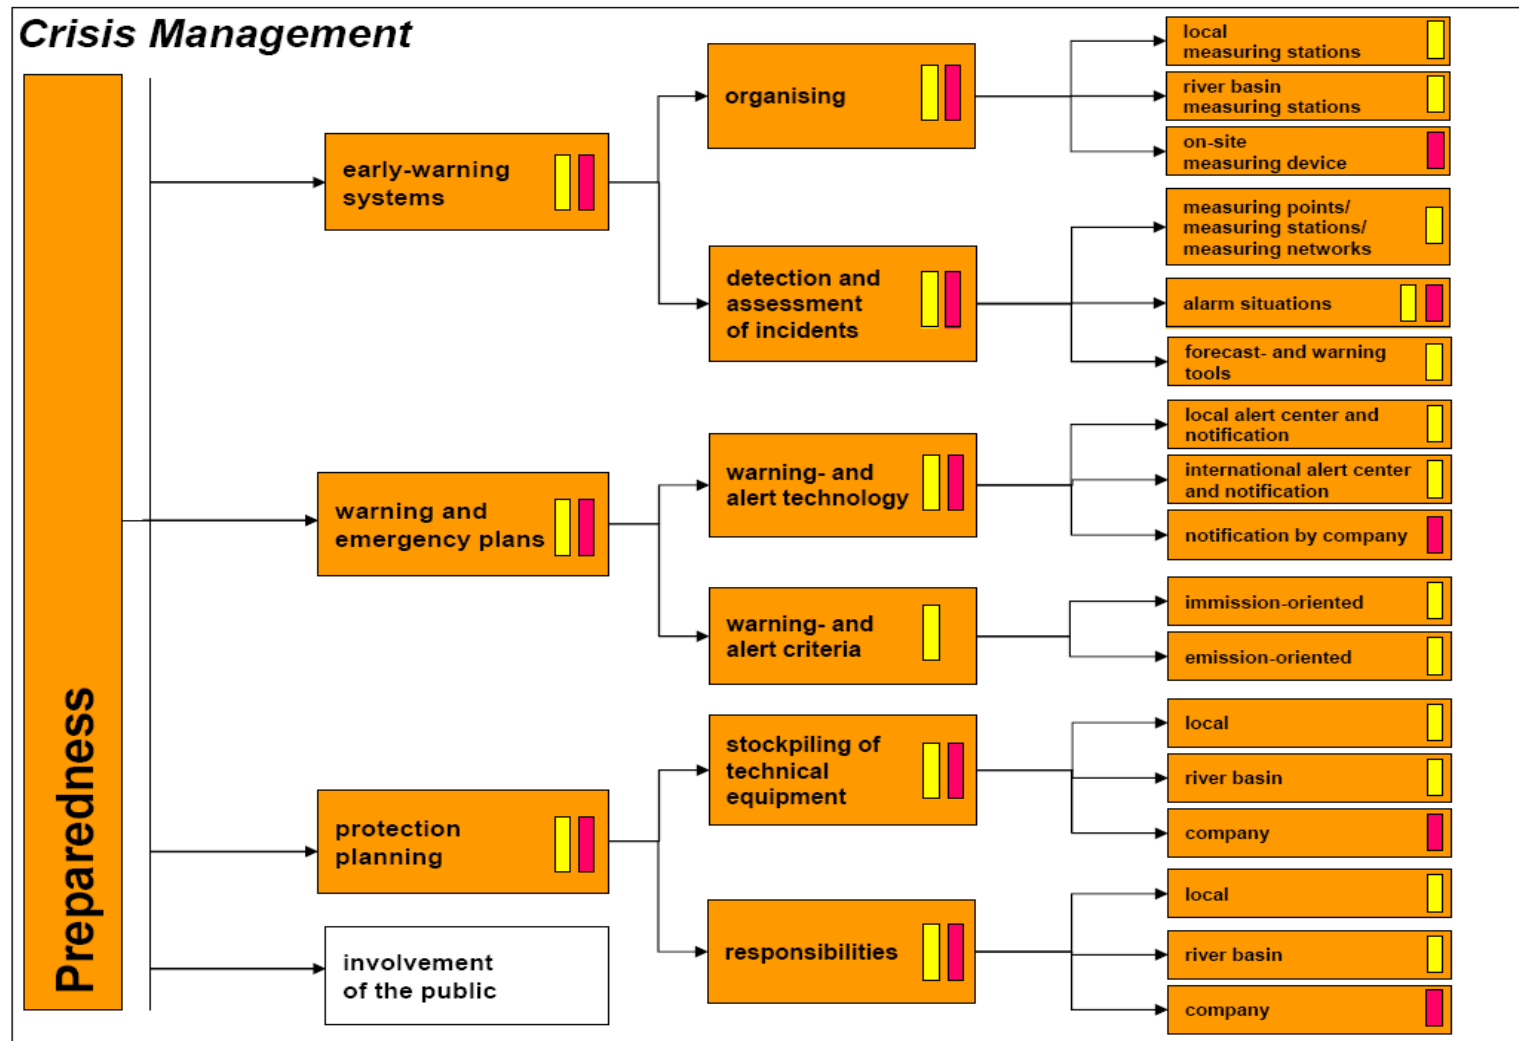 Crisis Management
Preparedness
early-warning
systems
warning and
emergency plans
protection
planning
involvement
of the public
organising
detection and
assessment
of incidents
warning- and
alert technology
warning- and
alert criteria
stockpiling of
technical
equipment
responsibilities
local
measuring stations
river basin
measuring stations
on-site
measuring device
measuring points/
measuring stations/
measuring networks
alarm situations
forecast- and warning
tools
local alert center and
notification
international alert center
and notification
notification by company
immission-oriented
emission-oriented
local
river basin
company
local
river basin
company